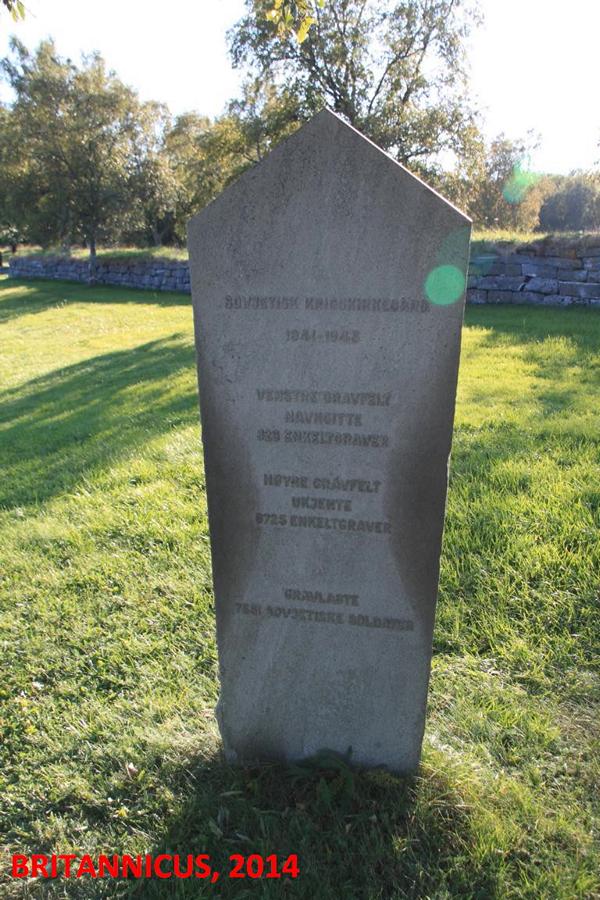 SOVJETISK KRIGSKIRKEGÅRD
1941-1945
VENSTRE GRAVFELT
NAVNGITTE
826 ENKELTGRAVER
HØYRE GRAVFELT
UKJENTE
6725 ENKELTGRAVER
GRAVLAGTE
7551 SOVJETISKE SOLDATER
BRITANNICUS, 2014